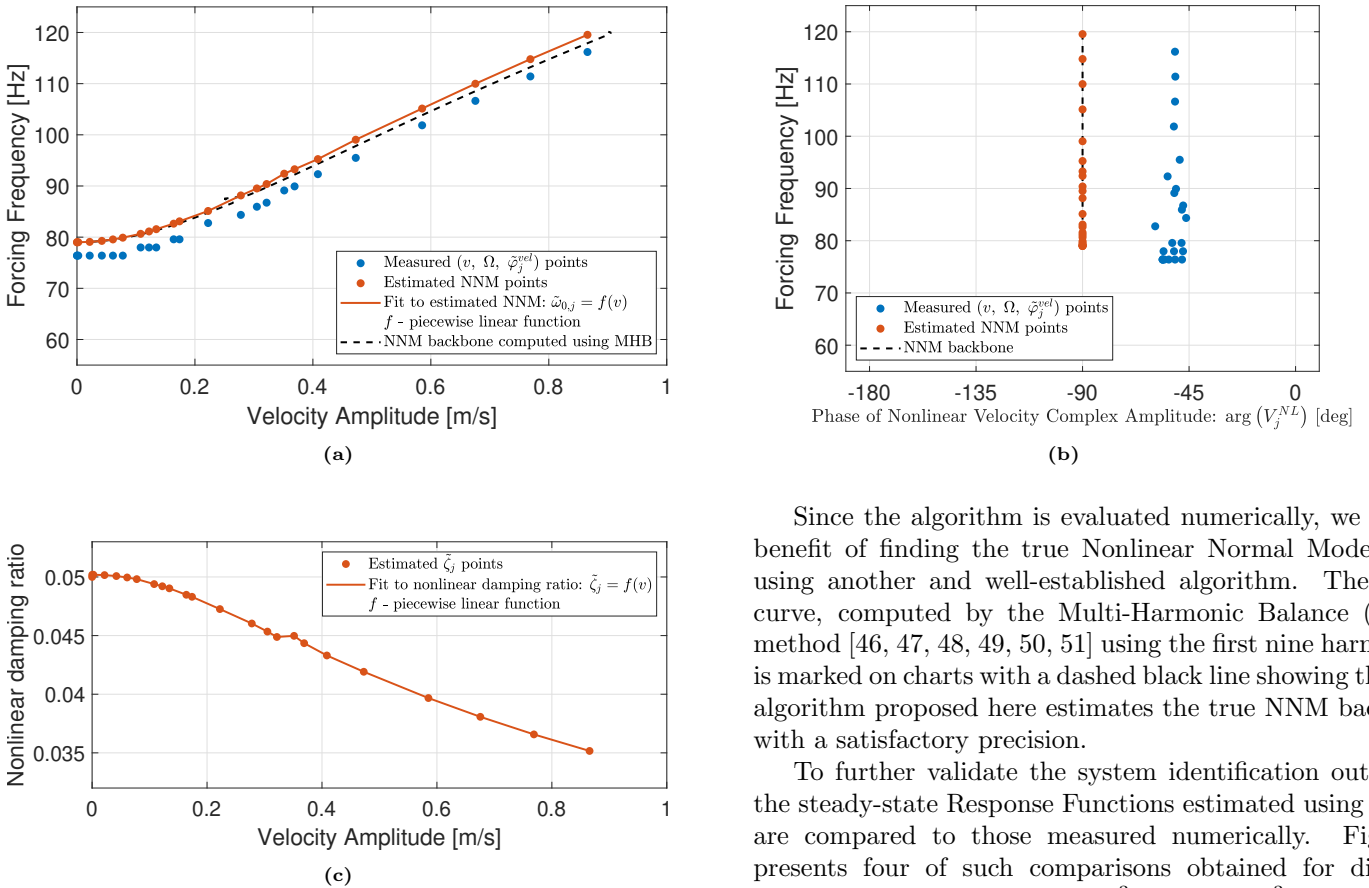 120
110
100
90
80
70
60
Forcing Frequency [Hz]
Measured (v, Ω, φ̃_j^{vel}) points
Estimated NNM points
Fit to estimated NNM: ω̃_{0,j} = f(v)
f - piecewise linear function
NNM backbone computed using MHB
0 0.2 0.4 0.6 0.8 1
Velocity Amplitude [m/s]
(a)
120
110
100
90
80
70
60
Forcing Frequency [Hz]
Measured (v, Ω, φ̃_j^{vel}) points
Estimated NNM points
NNM backbone
-180 -135 -90 -45 0
Phase of Nonlinear Velocity Complex Amplitude: arg (V_j^{NL}) [deg]
(b)
0.05
0.045
0.04
0.035
Nonlinear damping ratio
Estimated ζ̃_j points
Fit to nonlinear damping ratio: ζ̃_j = f(v)
f - piecewise linear function
0 0.2 0.4 0.6 0.8 1
Velocity Amplitude [m/s]
(c)
Since the algorithm is evaluated numerically, we
benefit of finding the true Nonlinear Normal Mode
using another and well-established algorithm. The
curve, computed by the Multi-Harmonic Balance (
method [46, 47, 48, 49, 50, 51] using the first nine harm
is marked on charts with a dashed black line showing th
algorithm proposed here estimates the true NNM bac
with a satisfactory precision.
To further validate the system identification out
the steady-state Response Functions estimated using
are compared to those measured numerically. Fig
presents four of such comparisons obtained for di